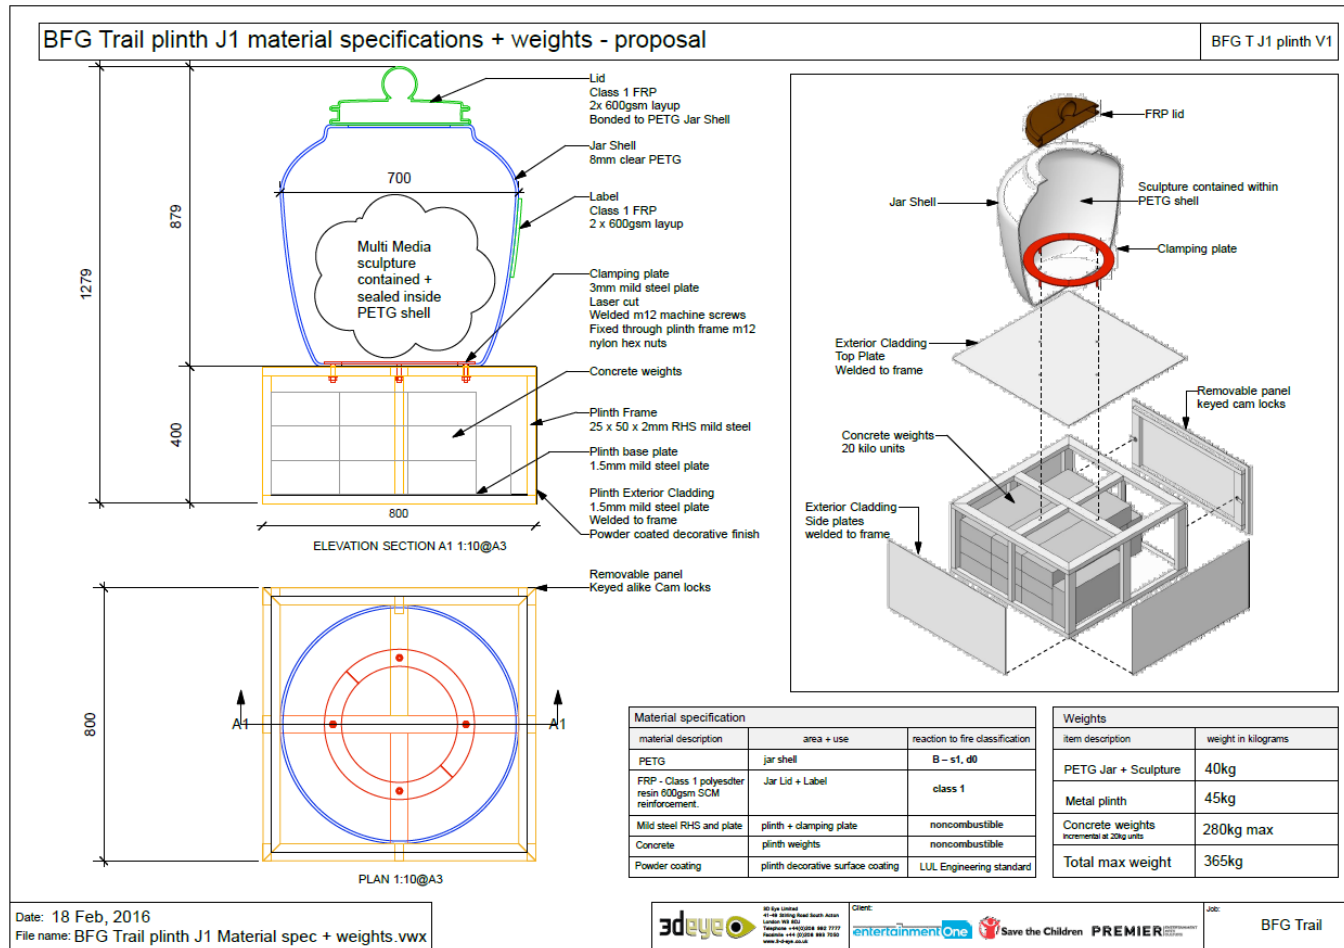 BFG Trail plinth J1 material specifications + weights - proposal
BFG T J1 plinth V1
Lid
Class 1 FRP
2x 600gsm layup
Bonded to PETG Jar Shell
Jar Shell
8mm clear PETG
Label
Class 1 FRP
2 x 600gsm layup
Clamping plate
3mm mild steel plate
Laser cut
Welded m12 machine screws
Fixed through plinth frame m12
nylon hex nuts
Concrete weights
Plinth Frame
25 x 50 x 2mm RHS mild steel
Plinth base plate
1.5mm mild steel plate
Plinth Exterior Cladding
1.5mm mild steel plate
Welded to frame
Powder coated decorative finish
1279
879
400
700
Multi Media
sculpture
contained +
sealed inside
PETG shell
800
ELEVATION SECTION A1 1:10@A3
Removable panel
Keyed alike Cam locks
800
A1
A1
PLAN 1:10@A3
FRP lid
Jar Shell
Sculpture contained within
PETG shell
Clamping plate
Exterior Cladding
Top Plate
Welded to frame
Removable panel
keyed cam locks
Concrete weights
20 kilo units
Exterior Cladding
Side plates
welded to frame
Material specification
material description
area + use
reaction to fire classification
PETG
jar shell
B – s1, d0
FRP - Class 1 polyesdter
resin 600gsm SCM
reinforcement.
Jar Lid + Label
class 1
Mild steel RHS and plate
plinth + clamping plate
noncombustible
Concrete
plinth weights
noncombustible
Powder coating
plinth decorative surface coating
LUL Engineering standard
Weights
item description
weight in kilograms
PETG Jar + Sculpture
40kg
Metal plinth
45kg
Concrete weights
incremental at 20kg units
280kg max
Total max weight
365kg
Date: 18 Feb, 2016
File name: BFG Trail plinth J1 Material spec + weights.vwx
3deye
3D Eye Limited
Client:
entertainmentOne
Save the Children
PREMIER
Job:
BFG Trail